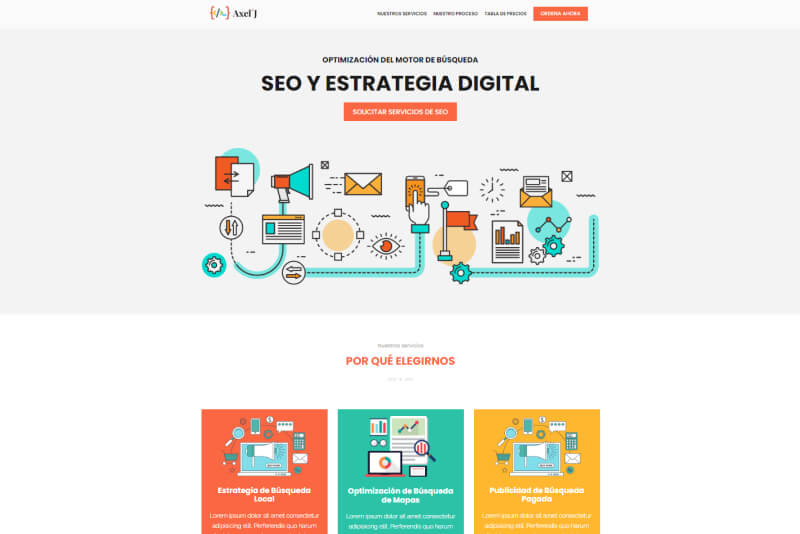 Axel´J
NUESTROS SERVICIOS NUESTRO PROCESO TABLA DE PRECIOS ORDENA AHORA
OPTIMIZACIÓN DEL MOTOR DE BÚSQUEDA
SEO Y ESTRATEGIA DIGITAL
SOLICITAR SERVICIOS DE SEO
Nuestros servicios
POR QUÉ ELEGIRNOS
Estrategia de Búsqueda
Local
Lorem ipsum dolor sit amet consectetur
adipisicing elit. Perferendis quo harum
Optimización de Búsqueda
de Mapas
Lorem ipsum dolor sit amet consectetur
adipisicing elit. Perferendis quo harum
Publicidad de Búsqueda
Pagada
Lorem ipsum dolor sit amet consectetur
adipisicing elit. Perferendis quo harum